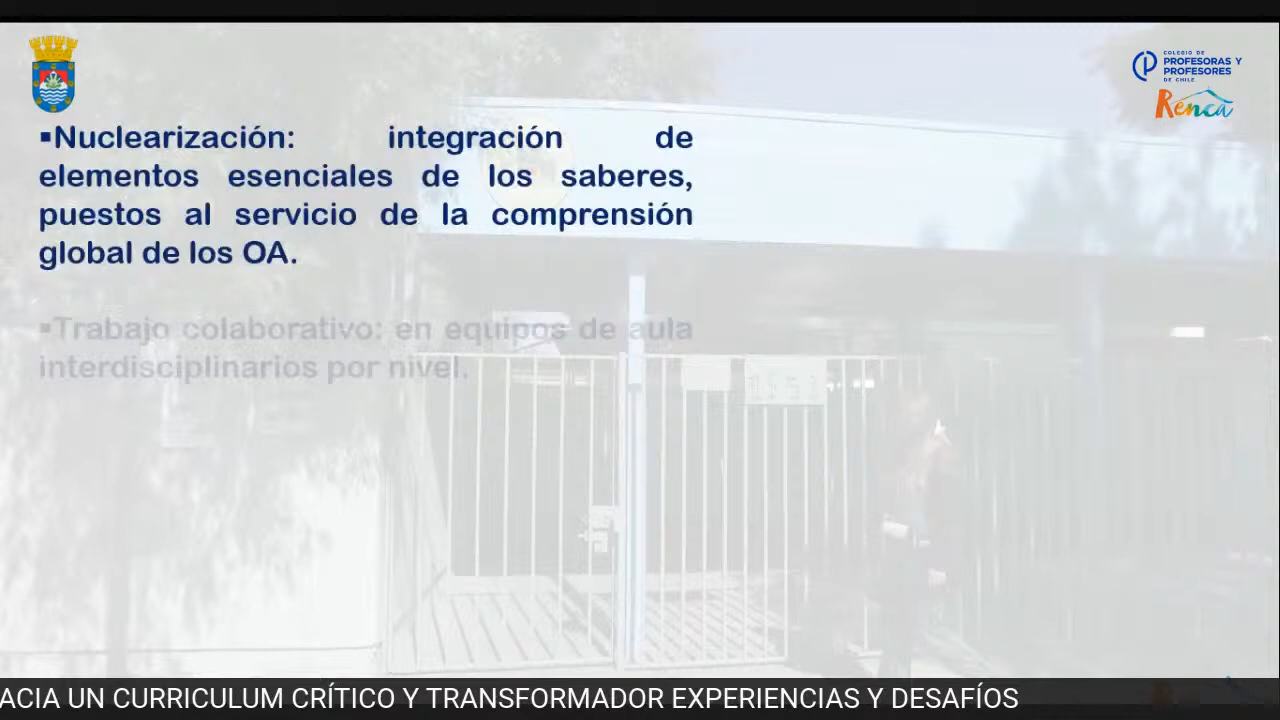 COLEGIO DE
PROFESORAS Y
PROFESORES
DE CHILE
Renca
▪Nuclearización: integración de
elementos esenciales de los saberes,
puestos al servicio de la comprensión
global de los OA.
▪Trabajo colaborativo: en equipos de aula
interdisciplinarios por nivel.
ACIA UN CURRICULUM CRÍTICO Y TRANSFORMADOR EXPERIENCIAS Y DESAFÍOS